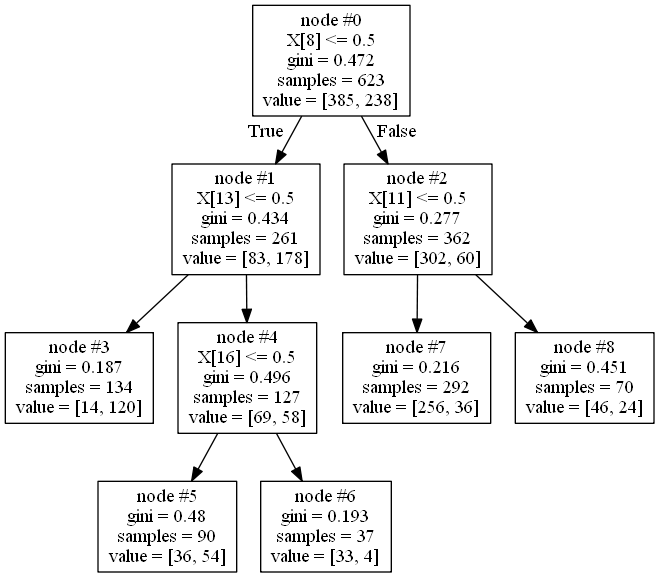 node #0
X[8] <= 0.5
gini = 0.472
samples = 623
value = [385, 238]
True
False
node #1
X[13] <= 0.5
gini = 0.434
samples = 261
value = [83, 178]
node #2
X[11] <= 0.5
gini = 0.277
samples = 362
value = [302, 60]
node #3
gini = 0.187
samples = 134
value = [14, 120]
node #4
X[16] <= 0.5
gini = 0.496
samples = 127
value = [69, 58]
node #7
gini = 0.216
samples = 292
value = [256, 36]
node #8
gini = 0.451
samples = 70
value = [46, 24]
node #5
gini = 0.48
samples = 90
value = [36, 54]
node #6
gini = 0.193
samples = 37
value = [33, 4]